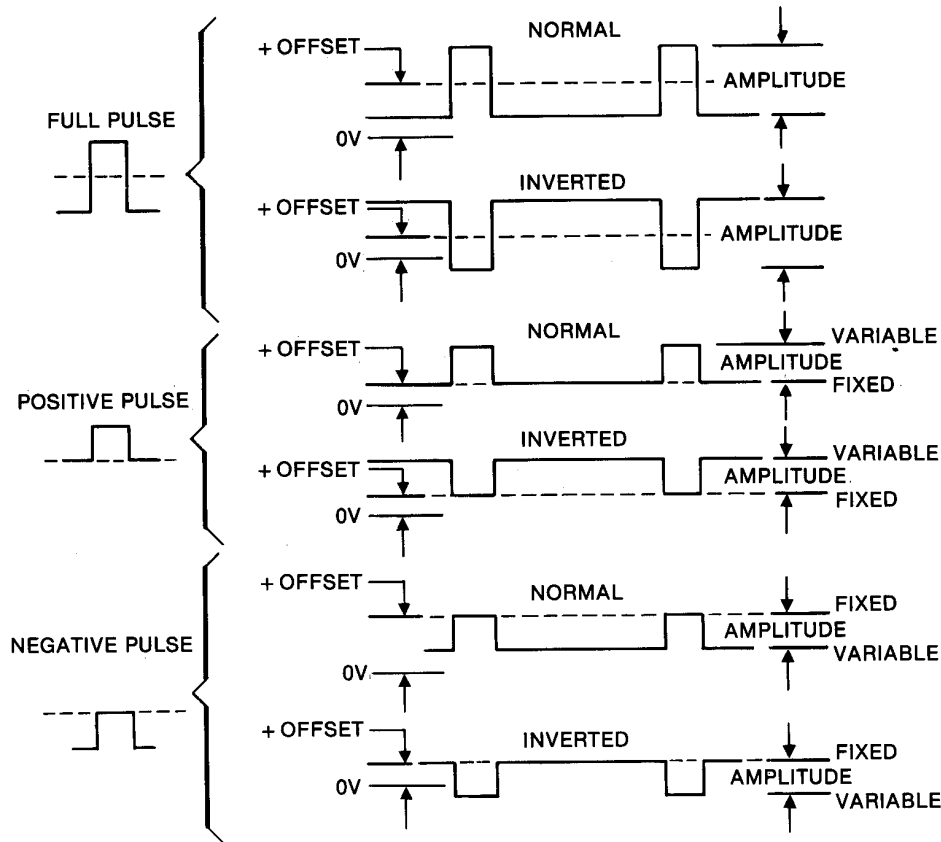 FULL PULSE
NORMAL
+ OFFSET
AMPLITUDE
0V
INVERTED
+ OFFSET
AMPLITUDE
0V
POSITIVE PULSE
NORMAL
+ OFFSET
VARIABLE
AMPLITUDE
FIXED
0V
INVERTED
+ OFFSET
VARIABLE
AMPLITUDE
FIXED
0V
NEGATIVE PULSE
+ OFFSET
NORMAL
FIXED
AMPLITUDE
VARIABLE
0V
+ OFFSET
INVERTED
FIXED
AMPLITUDE
VARIABLE
0V